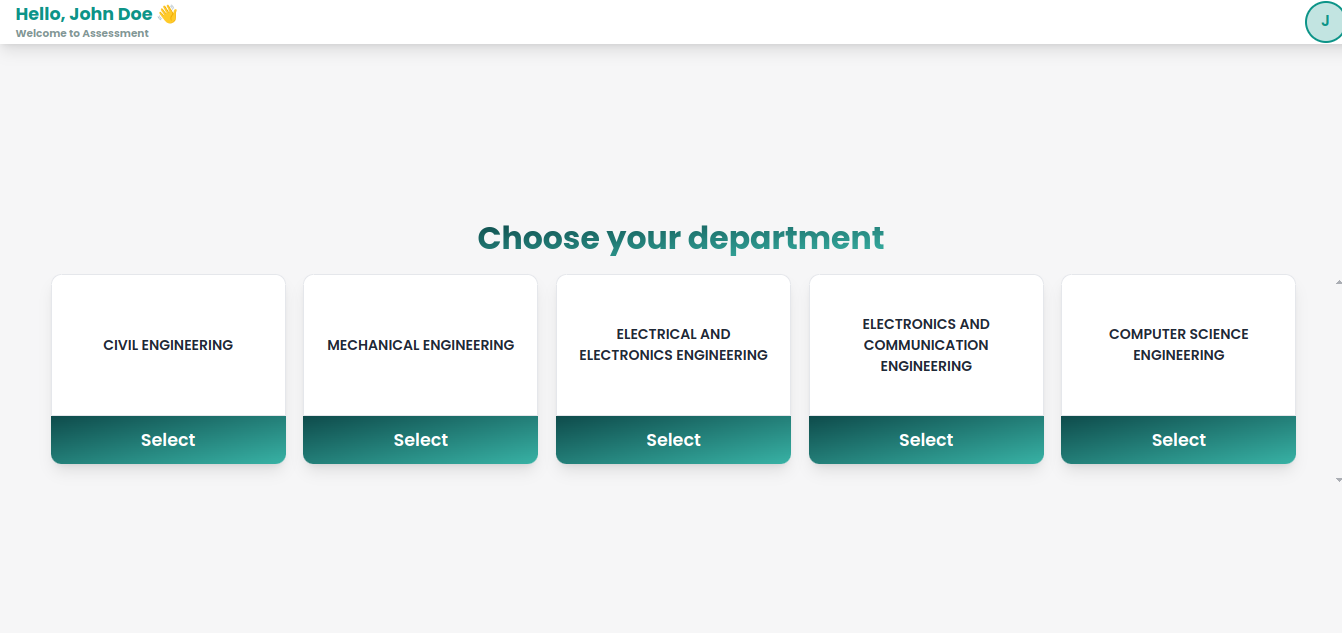 Hello, John Doe 👋
Welcome to Assessment
J
Choose your department
CIVIL ENGINEERING
Select
MECHANICAL ENGINEERING
Select
ELECTRICAL AND
ELECTRONICS ENGINEERING
Select
ELECTRONICS AND
COMMUNICATION
ENGINEERING
Select
COMPUTER SCIENCE
ENGINEERING
Select